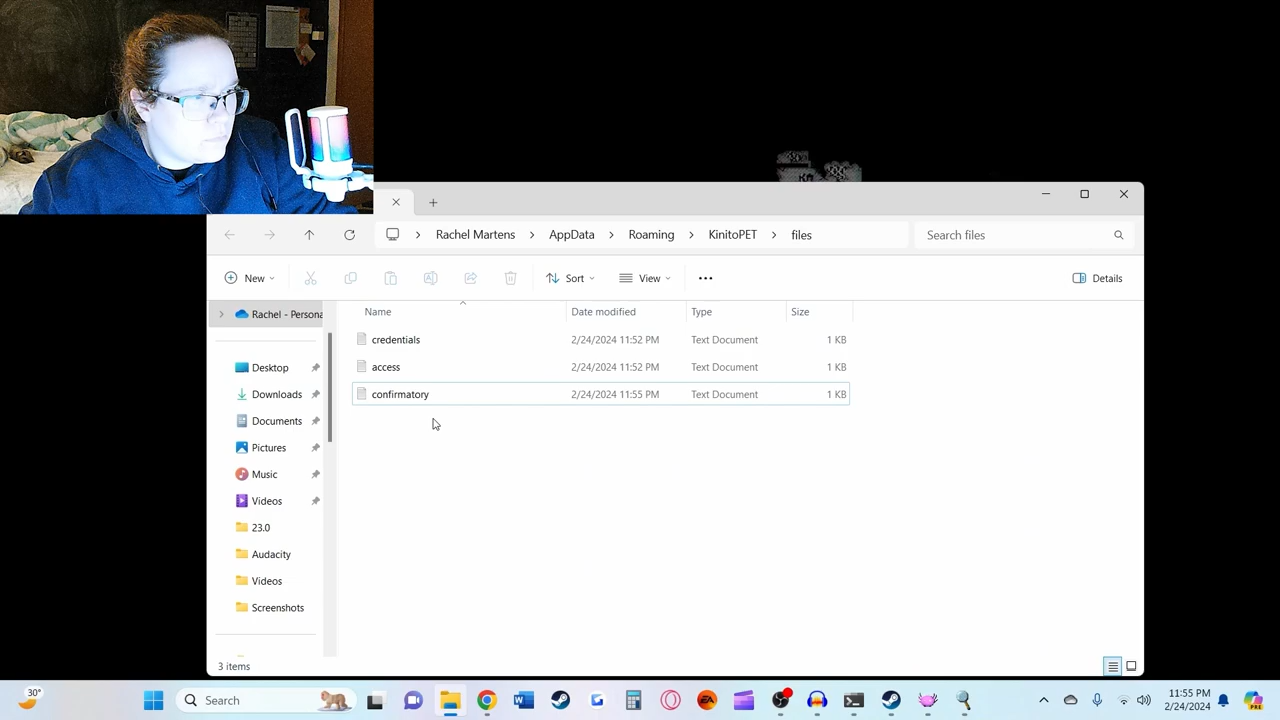 Rachel Martens
AppData
Roaming
KinitoPET
files
Search files
New
Sort
View
Details
Rachel - Persona
Name
Date modified
Type
Size
credentials
2/24/2024 11:52 PM
Text Document
1 KB
access
2/24/2024 11:52 PM
Text Document
1 KB
confirmatory
2/24/2024 11:55 PM
Text Document
1 KB
Desktop
Downloads
Documents
Pictures
Music
Videos
23.0
Audacity
Videos
Screenshots
3 items
30°
Search
11:55 PM
2/24/2024